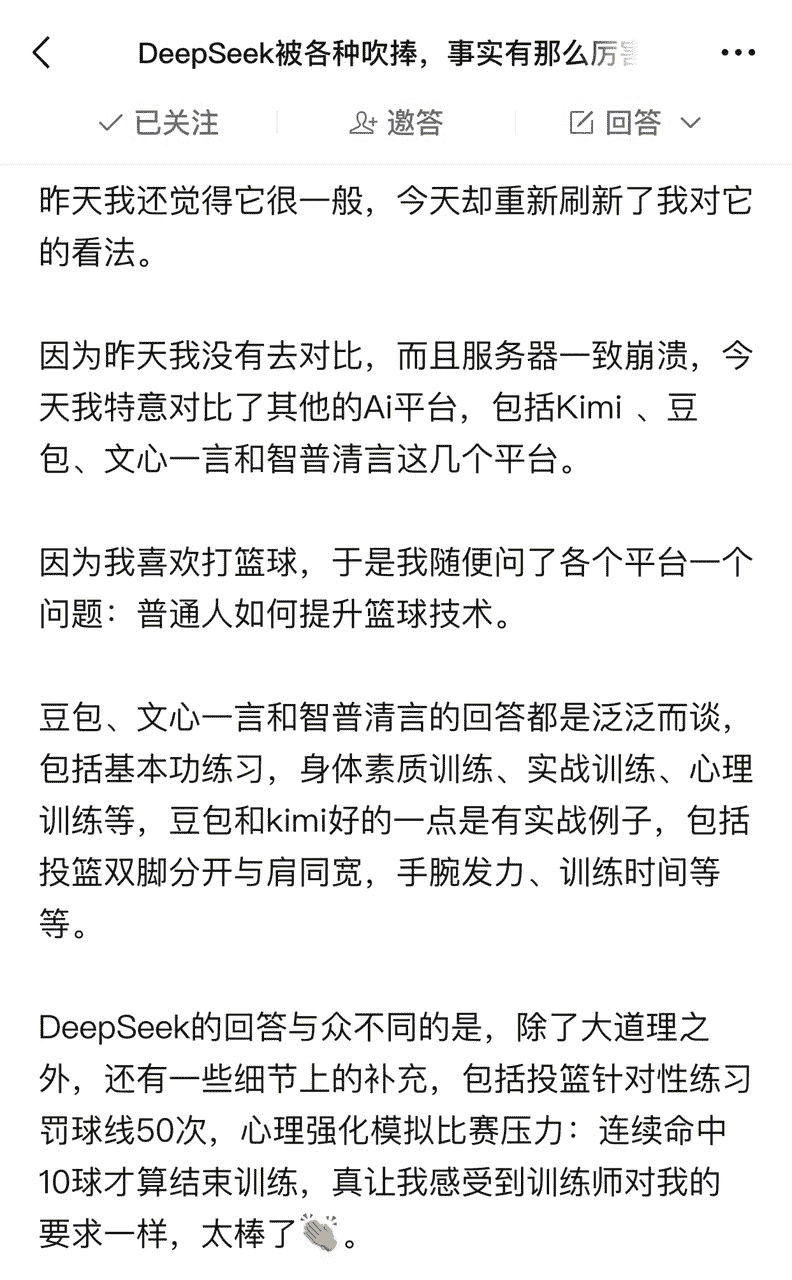 DeepSeek被各种吹捧，事实有那么厉害
已关注
邀答
回答
昨天我还觉得它很一般，今天却重新刷新了我对它
的看法。
因为昨天我没有去对比，而且服务器一致崩溃，今
天我特意对比了其他的Ai平台，包括Kimi 、豆
包、文心一言和智普清言这几个平台。
因为我喜欢打篮球，于是我随便问了各个平台一个
问题：普通人如何提升篮球技术。
豆包、文心一言和智普清言的回答都是泛泛而谈，
包括基本功练习，身体素质训练、实战训练、心理
训练等，豆包和kimi好的一点是有实战例子，包括
投篮双脚分开与肩同宽，手腕发力、训练时间等
等。
DeepSeek的回答与众不同的是，除了大道理之
外，还有一些细节上的补充，包括投篮针对性练习
罚球线50次，心理强化模拟比赛压力：连续命中
10球才算结束训练，真让我感受到训练师对我的
要求一样，太棒了👏。